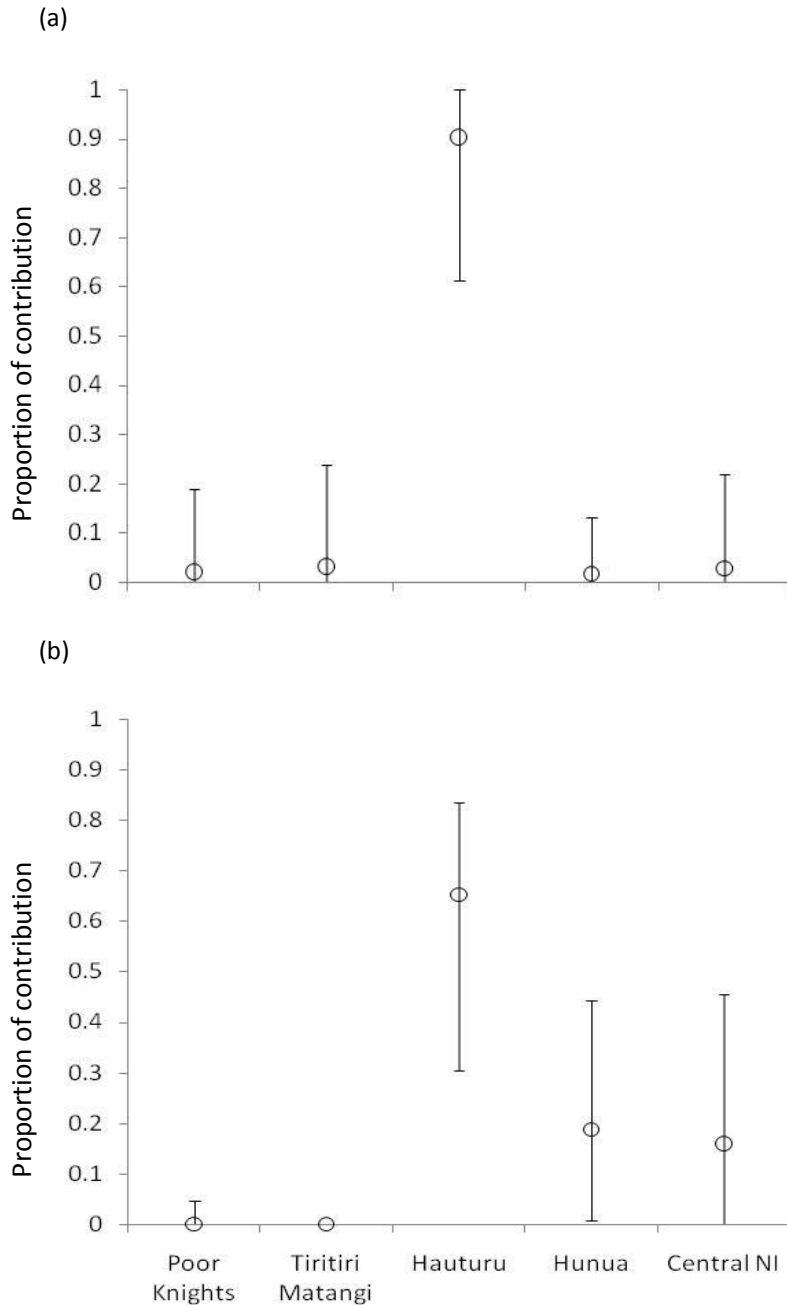 (a)
Proportion of contribution
1
0.9
0.8
0.7
0.6
0.5
0.4
0.3
0.2
0.1
0
(b)
Proportion of contribution
1
0.9
0.8
0.7
0.6
0.5
0.4
0.3
0.2
0.1
0
Poor Knights
Tiritiri Matangi
Hauturu
Hunua
Central NI